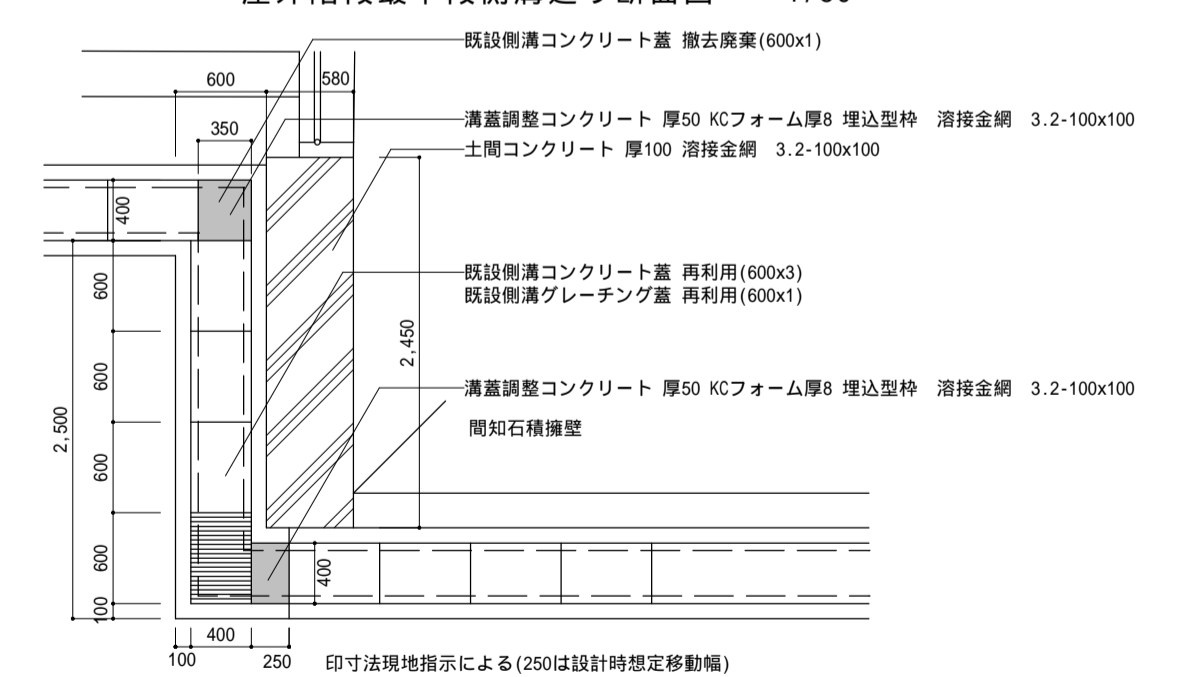 既設側溝コンクリート蓋 撤去廃棄(600x1)
600
580
溝蓋調整コンクリート 厚50 KCフォーム厚8 埋込型枠 溶接金網 3.2-100x100
350
土間コンクリート 厚100 溶接金網 3.2-100x100
400
既設側溝コンクリート蓋 再利用(600x3)
600
既設側溝グレーチング蓋 再利用(600x1)
2,450
600
溝蓋調整コンクリート 厚50 KCフォーム厚8 埋込型枠 溶接金網 3.2-100x100
2,500
間知石積擁壁
600
600
400
100
400
100
250
印寸法現地指示による(250は設計時想定移動幅)